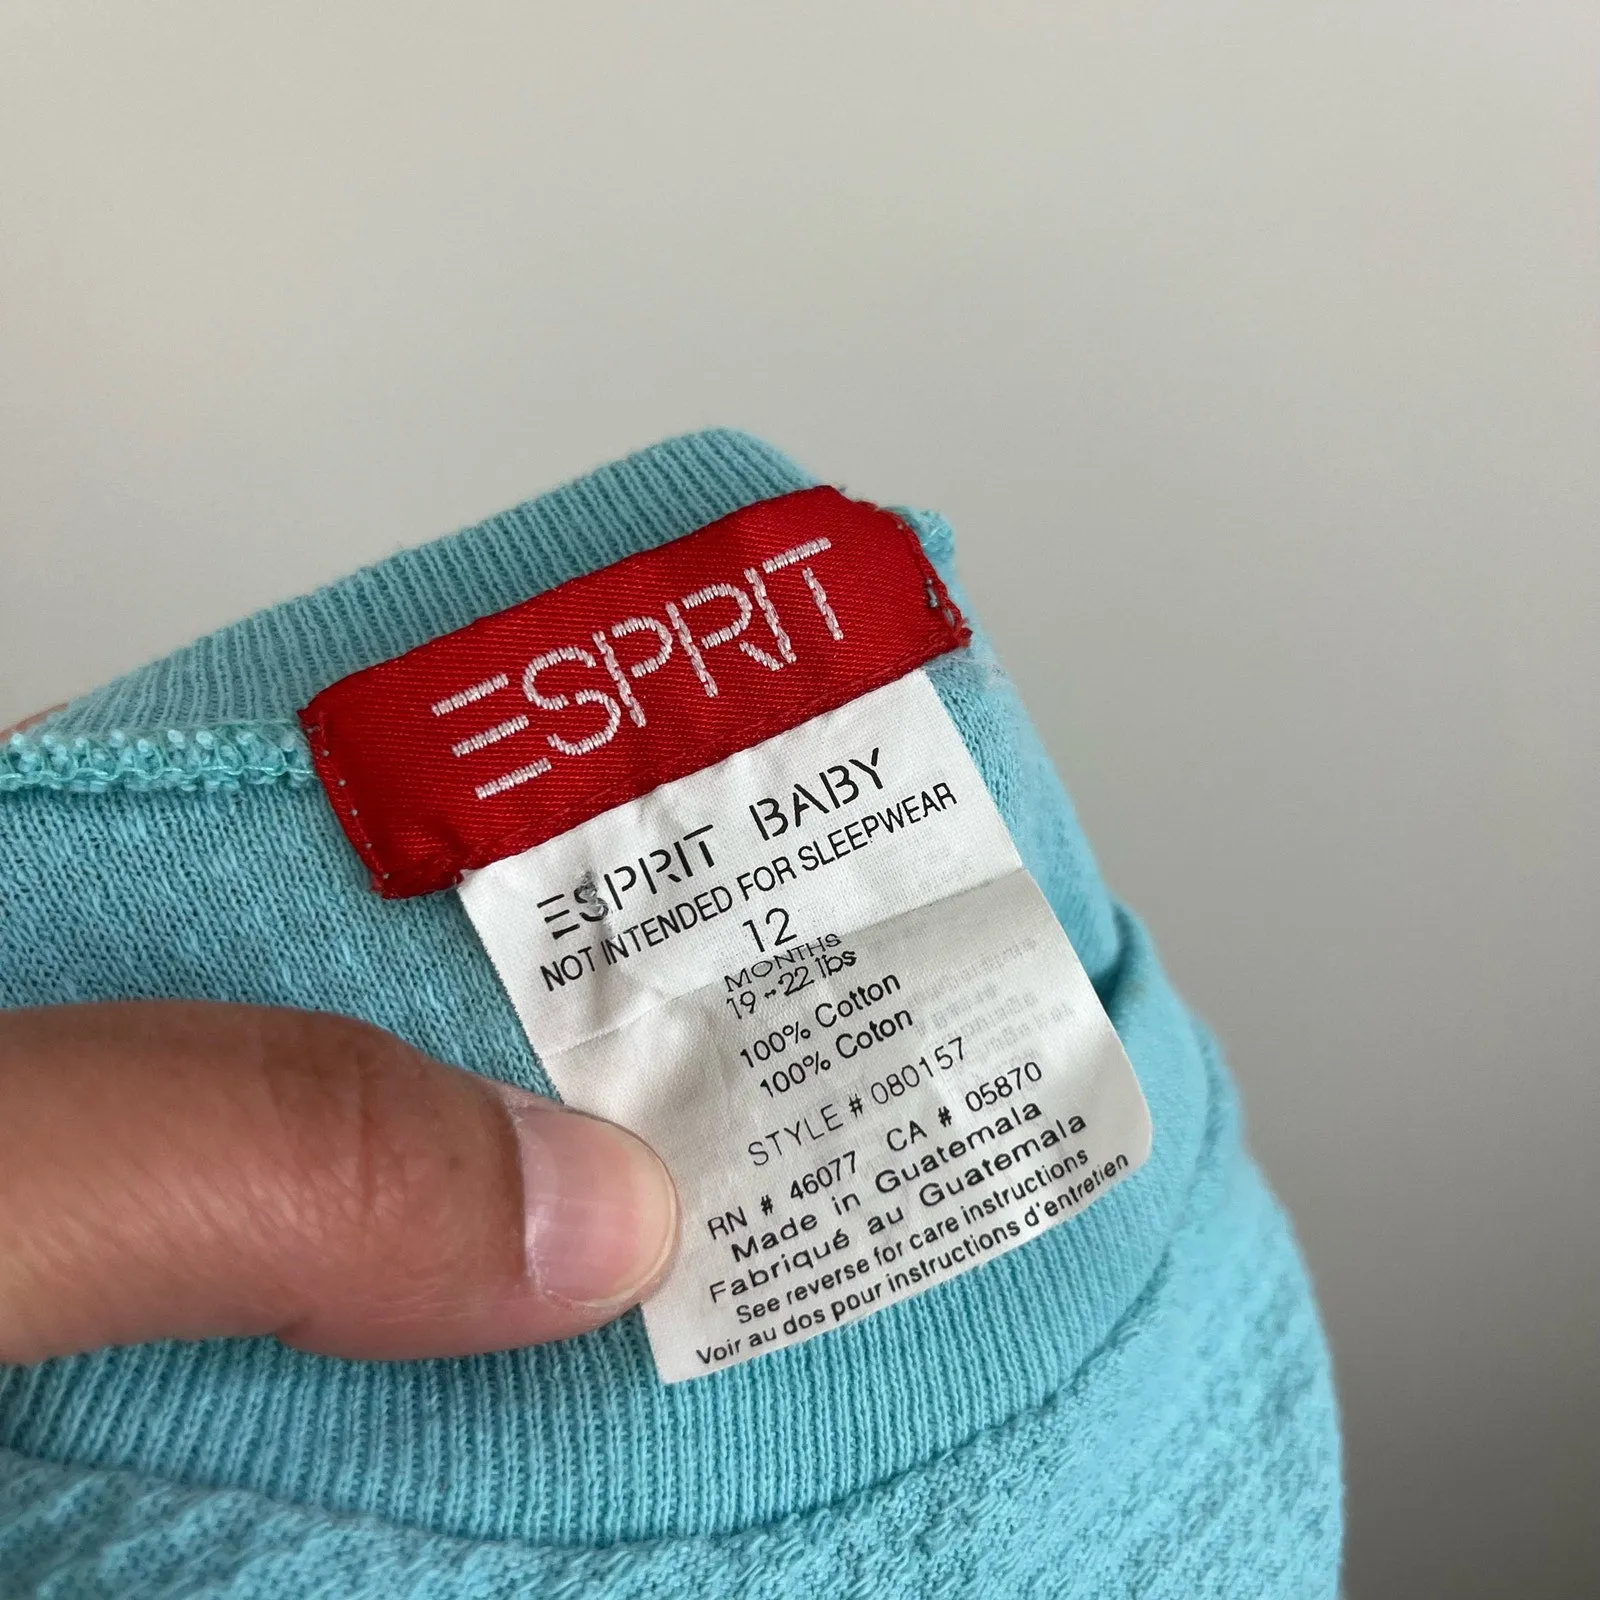 ESPRIT
ESPRIT BABY
NOT INTENDED FOR SLEEPWEAR
12
MONTHS
19-22 lbs
100% Cotton
100% Coton
STYLE # 080157
RN # 46077 CA # 05870
Made in Guatemala
Fabriqué au Guatemala
See reverse for care instructions
Voir au dos pour instructions d'entretien